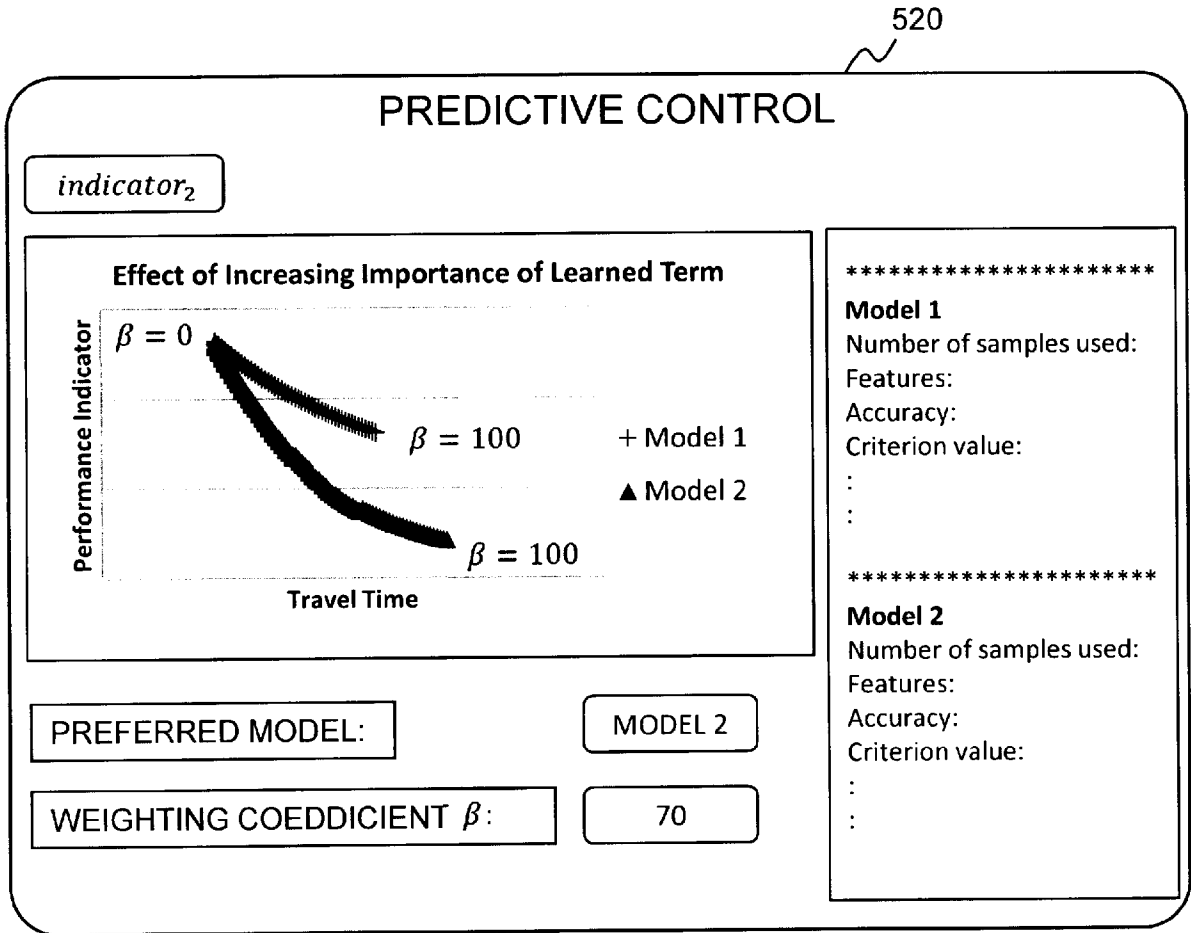 520
PREDICTIVE CONTROL
indicator₂
Effect of Increasing Importance of Learned Term
Performance Indicator
β = 0
β = 100
β = 100
+ Model 1
▲ Model 2
Travel Time
**********************
Model 1
Number of samples used:
Features:
Accuracy:
Criterion value:
:
:
**********************
Model 2
Number of samples used:
Features:
Accuracy:
Criterion value:
:
:
PREFERRED MODEL:
MODEL 2
WEIGHTING COEDDICIENT β:
70